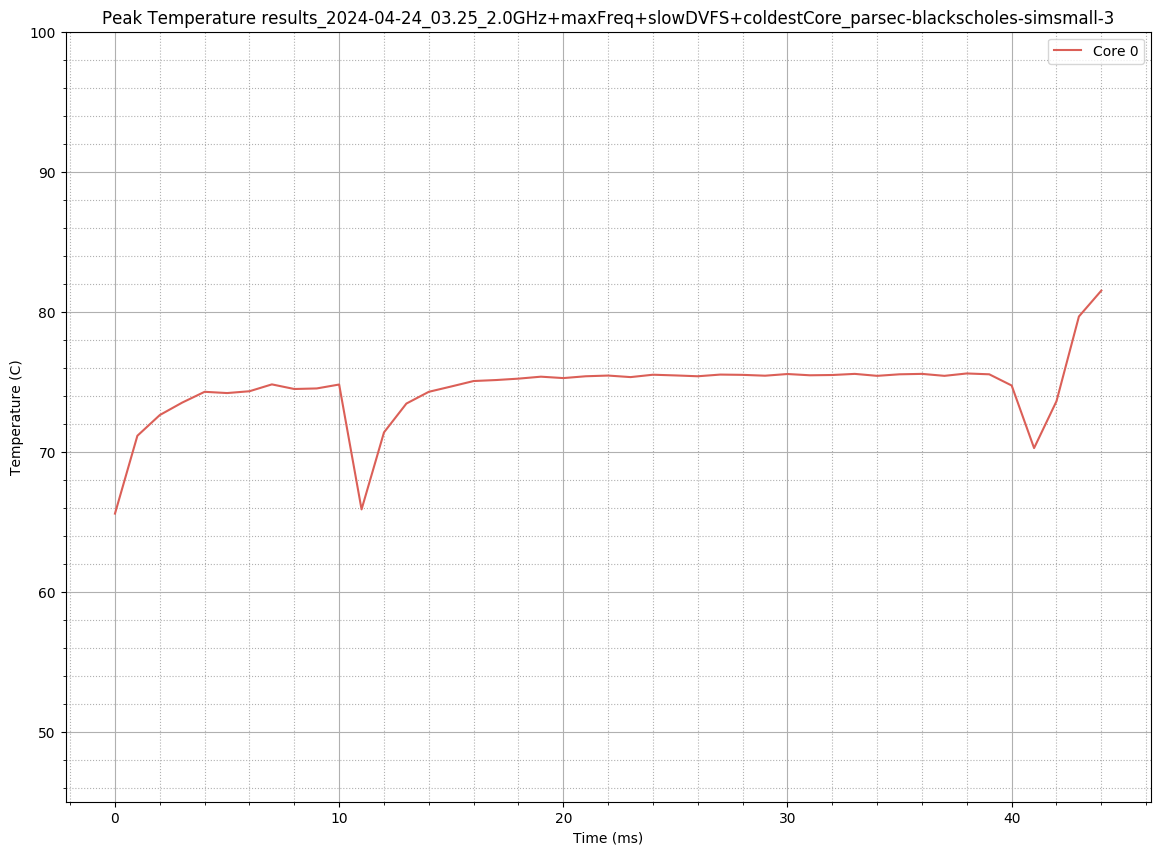 Peak Temperature results_2024-04-24_03.25_2.0GHz+maxFreq+slowDVFS+coldestCore_parsec-blackscholes-simsmall-3
Core 0
100
90
80
70
60
50
Temperature (C)
0 10 20 30 40
Time (ms)